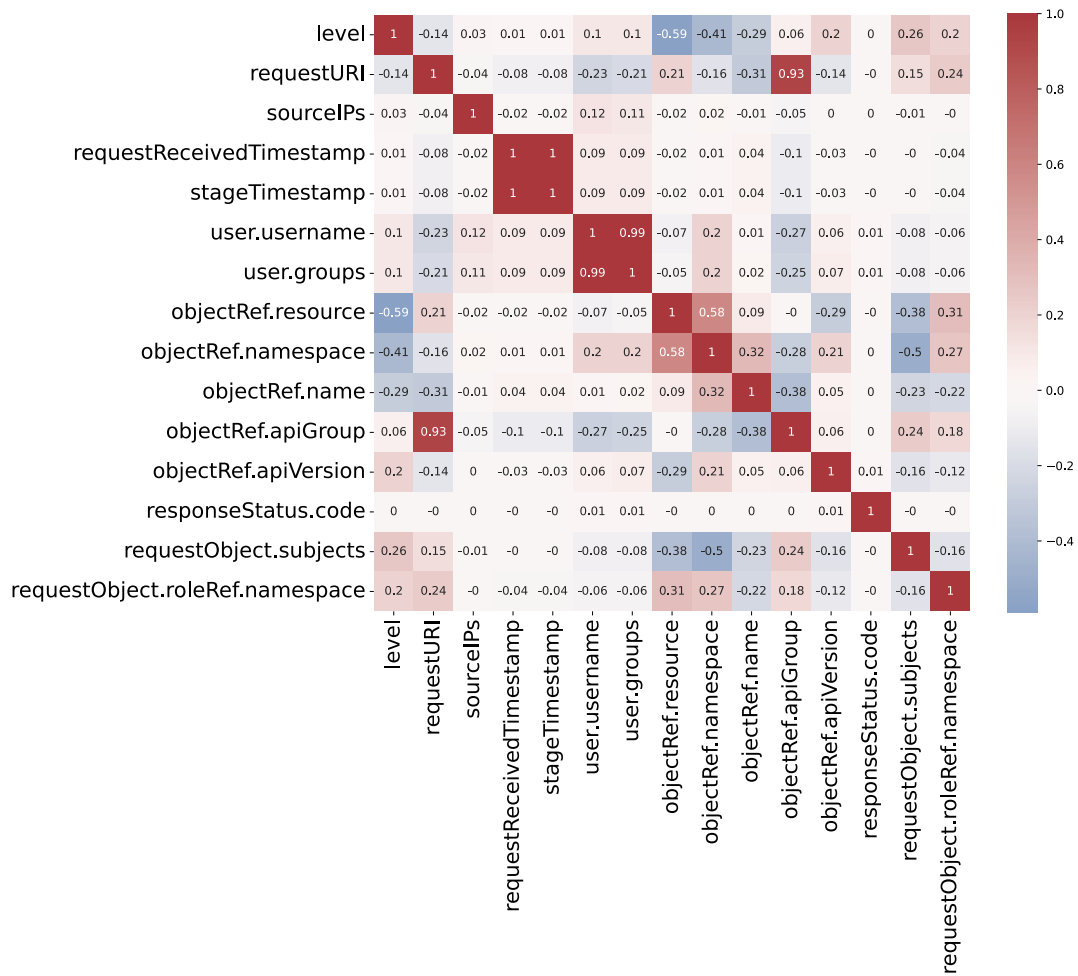 level 1 -0.14 0.03 0.01 0.01 0.1 0.1 -0.59 -0.41 -0.29 0.06 0.2 0 0.26 0.2
requestURI -0.14 1 -0.04 -0.08 -0.08 -0.23 -0.21 0.21 -0.16 -0.31 0.93 -0.14 -0 0.15 0.24
sourceIPs 0.03 -0.04 1 -0.02 -0.02 0.12 0.11 -0.02 0.02 -0.01 -0.05 0 0 -0.01 -0
requestReceivedTimestamp 0.01 -0.08 -0.02 1 1 0.09 0.09 -0.02 0.01 0.04 -0.1 -0.03 -0 -0 -0.04
stageTimestamp 0.01 -0.08 -0.02 1 1 0.09 0.09 -0.02 0.01 0.04 -0.1 -0.03 -0 -0 -0.04
user.username 0.1 -0.23 0.12 0.09 0.09 1 0.99 -0.07 0.2 0.01 -0.27 0.06 0.01 -0.08 -0.06
user.groups 0.1 -0.21 0.11 0.09 0.09 0.99 1 -0.05 0.2 0.02 -0.25 0.07 0.01 -0.08 -0.06
objectRef.resource -0.59 0.21 -0.02 -0.02 -0.02 -0.07 -0.05 1 0.58 0.09 -0 -0.29 0 -0.38 0.31
objectRef.namespace -0.41 -0.16 0.02 0.01 0.01 0.2 0.2 0.58 1 0.32 -0.28 0.21 0 -0.5 0.27
objectRef.name -0.29 -0.31 -0.01 0.04 0.04 0.01 0.02 0.09 0.32 1 -0.38 0.05 0 -0.23 -0.22
objectRef.apiGroup 0.06 0.93 -0.05 -0.1 -0.1 -0.27 -0.25 -0 -0.28 -0.38 1 0.06 0 0.24 0.18
objectRef.apiVersion 0.2 -0.14 0 -0.03 -0.03 0.06 0.07 -0.29 0.21 0.05 0.06 1 0.01 -0.16 -0.12
responseStatus.code 0 -0 0 -0 -0 0.01 0.01 0 0 0 0 0.01 1 -0 -0
requestObject.subjects 0.26 0.15 -0.01 -0 -0 -0.08 -0.08 -0.38 -0.5 -0.23 0.24 -0.16 -0 1 -0.16
requestObject.roleRef.namespace 0.2 0.24 -0 -0.04 -0.04 -0.06 -0.06 0.31 0.27 -0.22 0.18 -0.12 -0 -0.16 1
level
requestURI
sourceIPs
requestReceivedTimestamp
stageTimestamp
user.username
user.groups
objectRef.resource
objectRef.namespace
objectRef.name
objectRef.apiGroup
objectRef.apiVersion
responseStatus.code
requestObject.subjects
requestObject.roleRef.namespace
1.0
0.8
0.6
0.4
0.2
0.0
−0.2
−0.4